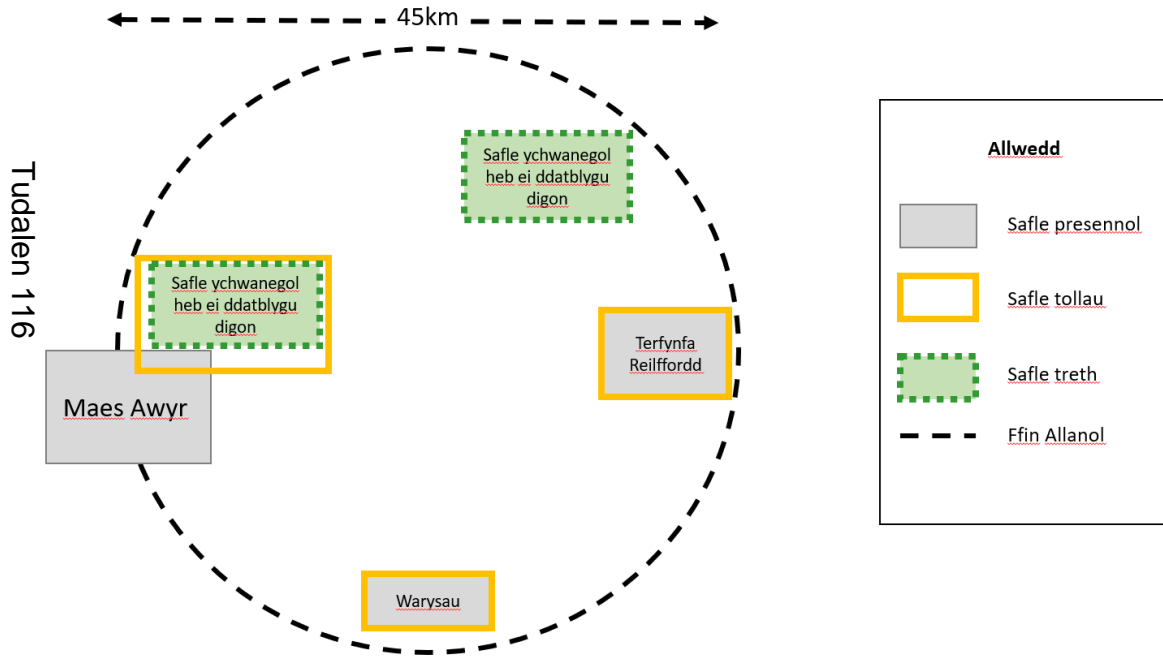 45km
Tudalen 116
Safle ychwanegol
heb ei ddatblygu
digon
Safle ychwanegol
heb ei ddatblygu
digon
Terfynfa
Reilffordd
Maes Awyr
Warysau
Allwedd
Safle presennol
Safle tollau
Safle treth
Ffin Allanol